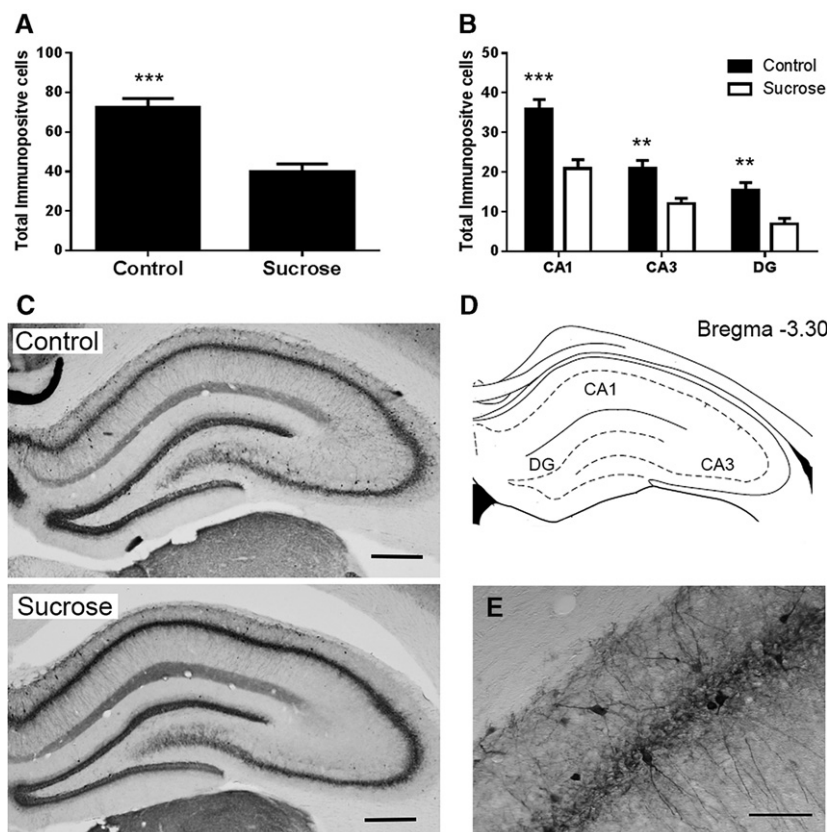 A
Total Immunopositve cells
100
80
60
40
20
0
***
Control
Sucrose
B
Total Immunopositive cells
50
40
30
20
10
0
***
**
**
Control
Sucrose
CA1
CA3
DG
C
Control
D
Bregma -3.30
CA1
DG
CA3
Sucrose
E